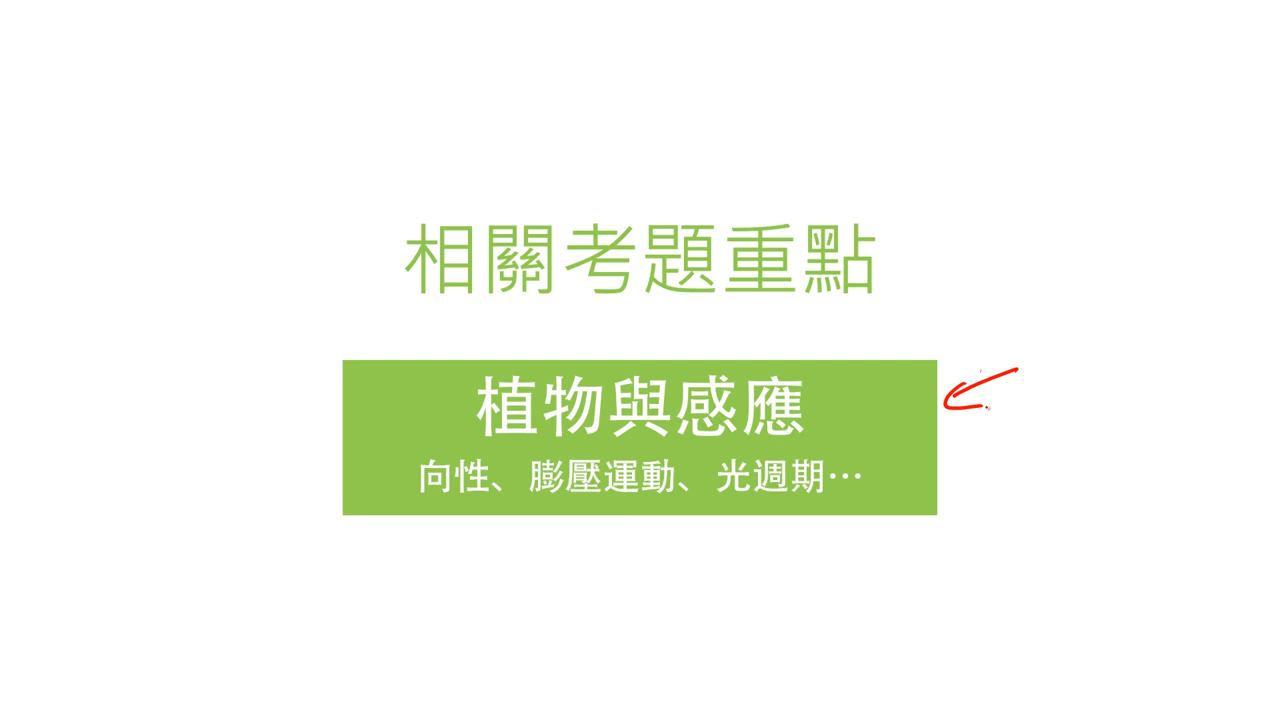 相關考題重點
植物與感應
向性、膨壓運動、光週期…